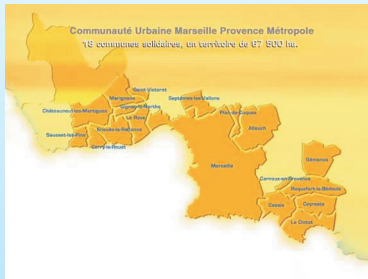 Communauté Urbaine Marseille Provence Métropole
18 communes solidaires, un territoire de 67 500 ha.
Saint-Victoret
Marignane
Septèmes-les-Vallons
Châteauneuf-les-Martigues
Gignac-la-Nerthe
Plan-de-Cuques
Le Rove
Allauch
Ensuès-la-Redonne
Sausset-les-Pins
Carry-le-Rouet
Gémenos
Marseille
Carnoux-en-Provence
Roquefort-la-Bédoule
Cassis
Ceyreste
La Ciotat